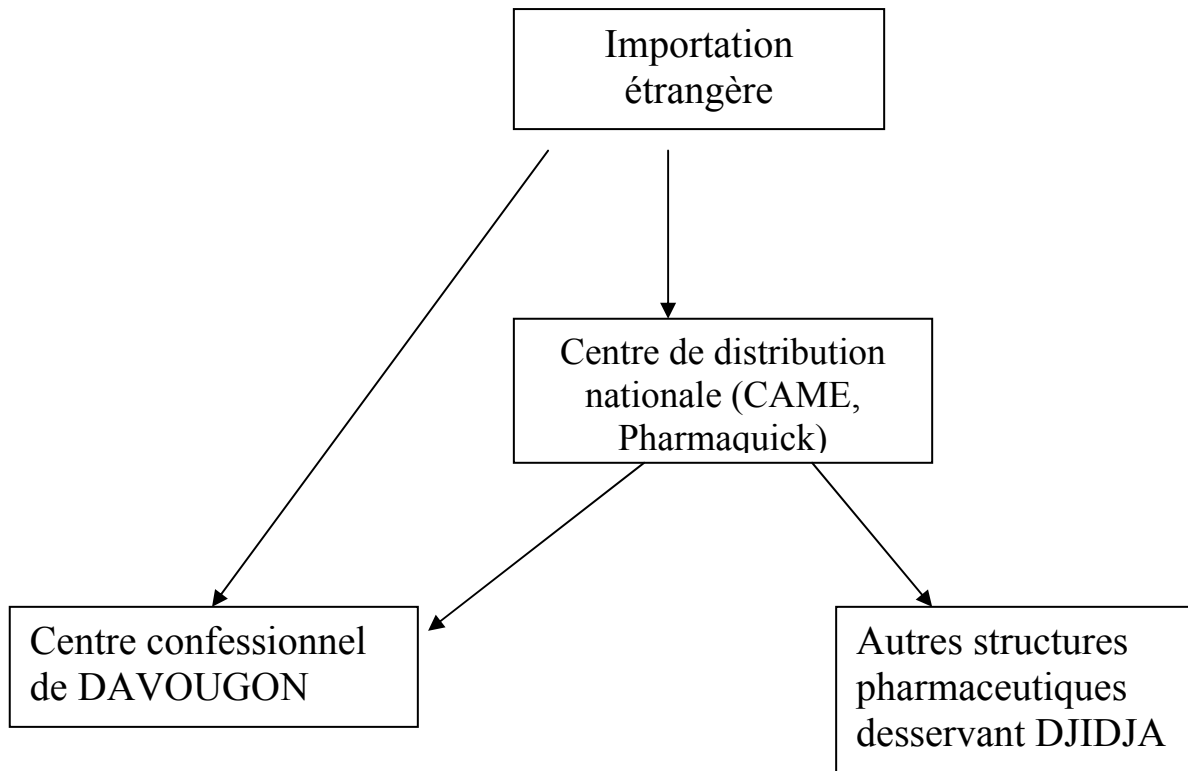 Importation
étrangère
Centre de distribution
nationale (CAME,
Pharmaquick)
Centre confessionnel
de DAVOUGON
Autres structures
pharmaceutiques
desservant DJIDJA